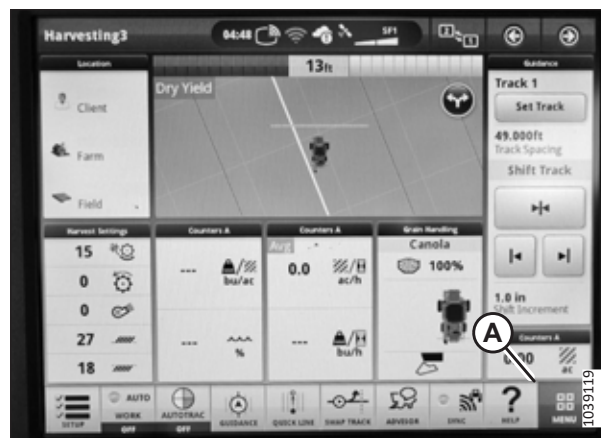 Harvesting3
04:48
SF1
2
1
Location
Client
Farm
Field
13ft
Dry Yield
Guidance
Track 1
Set Track
49.000ft
Track Spacing
Shift Track
1.0 in
Shift Increment
Harvest Settings
15
0
0
27
18
Counters A
---
bu/ac
---
%
Counters A
Avg
0.0
ac/h
---
bu/h
Grain Handling
Canola
100%
A
Counters A
ac
SETUP
AUTO
WORK
OFF
AUTOTRAC
OFF
GUIDANCE
QUICK LINE
SNAP TRACK
ADVISOR
SYNC
HELP
MENU
1039119